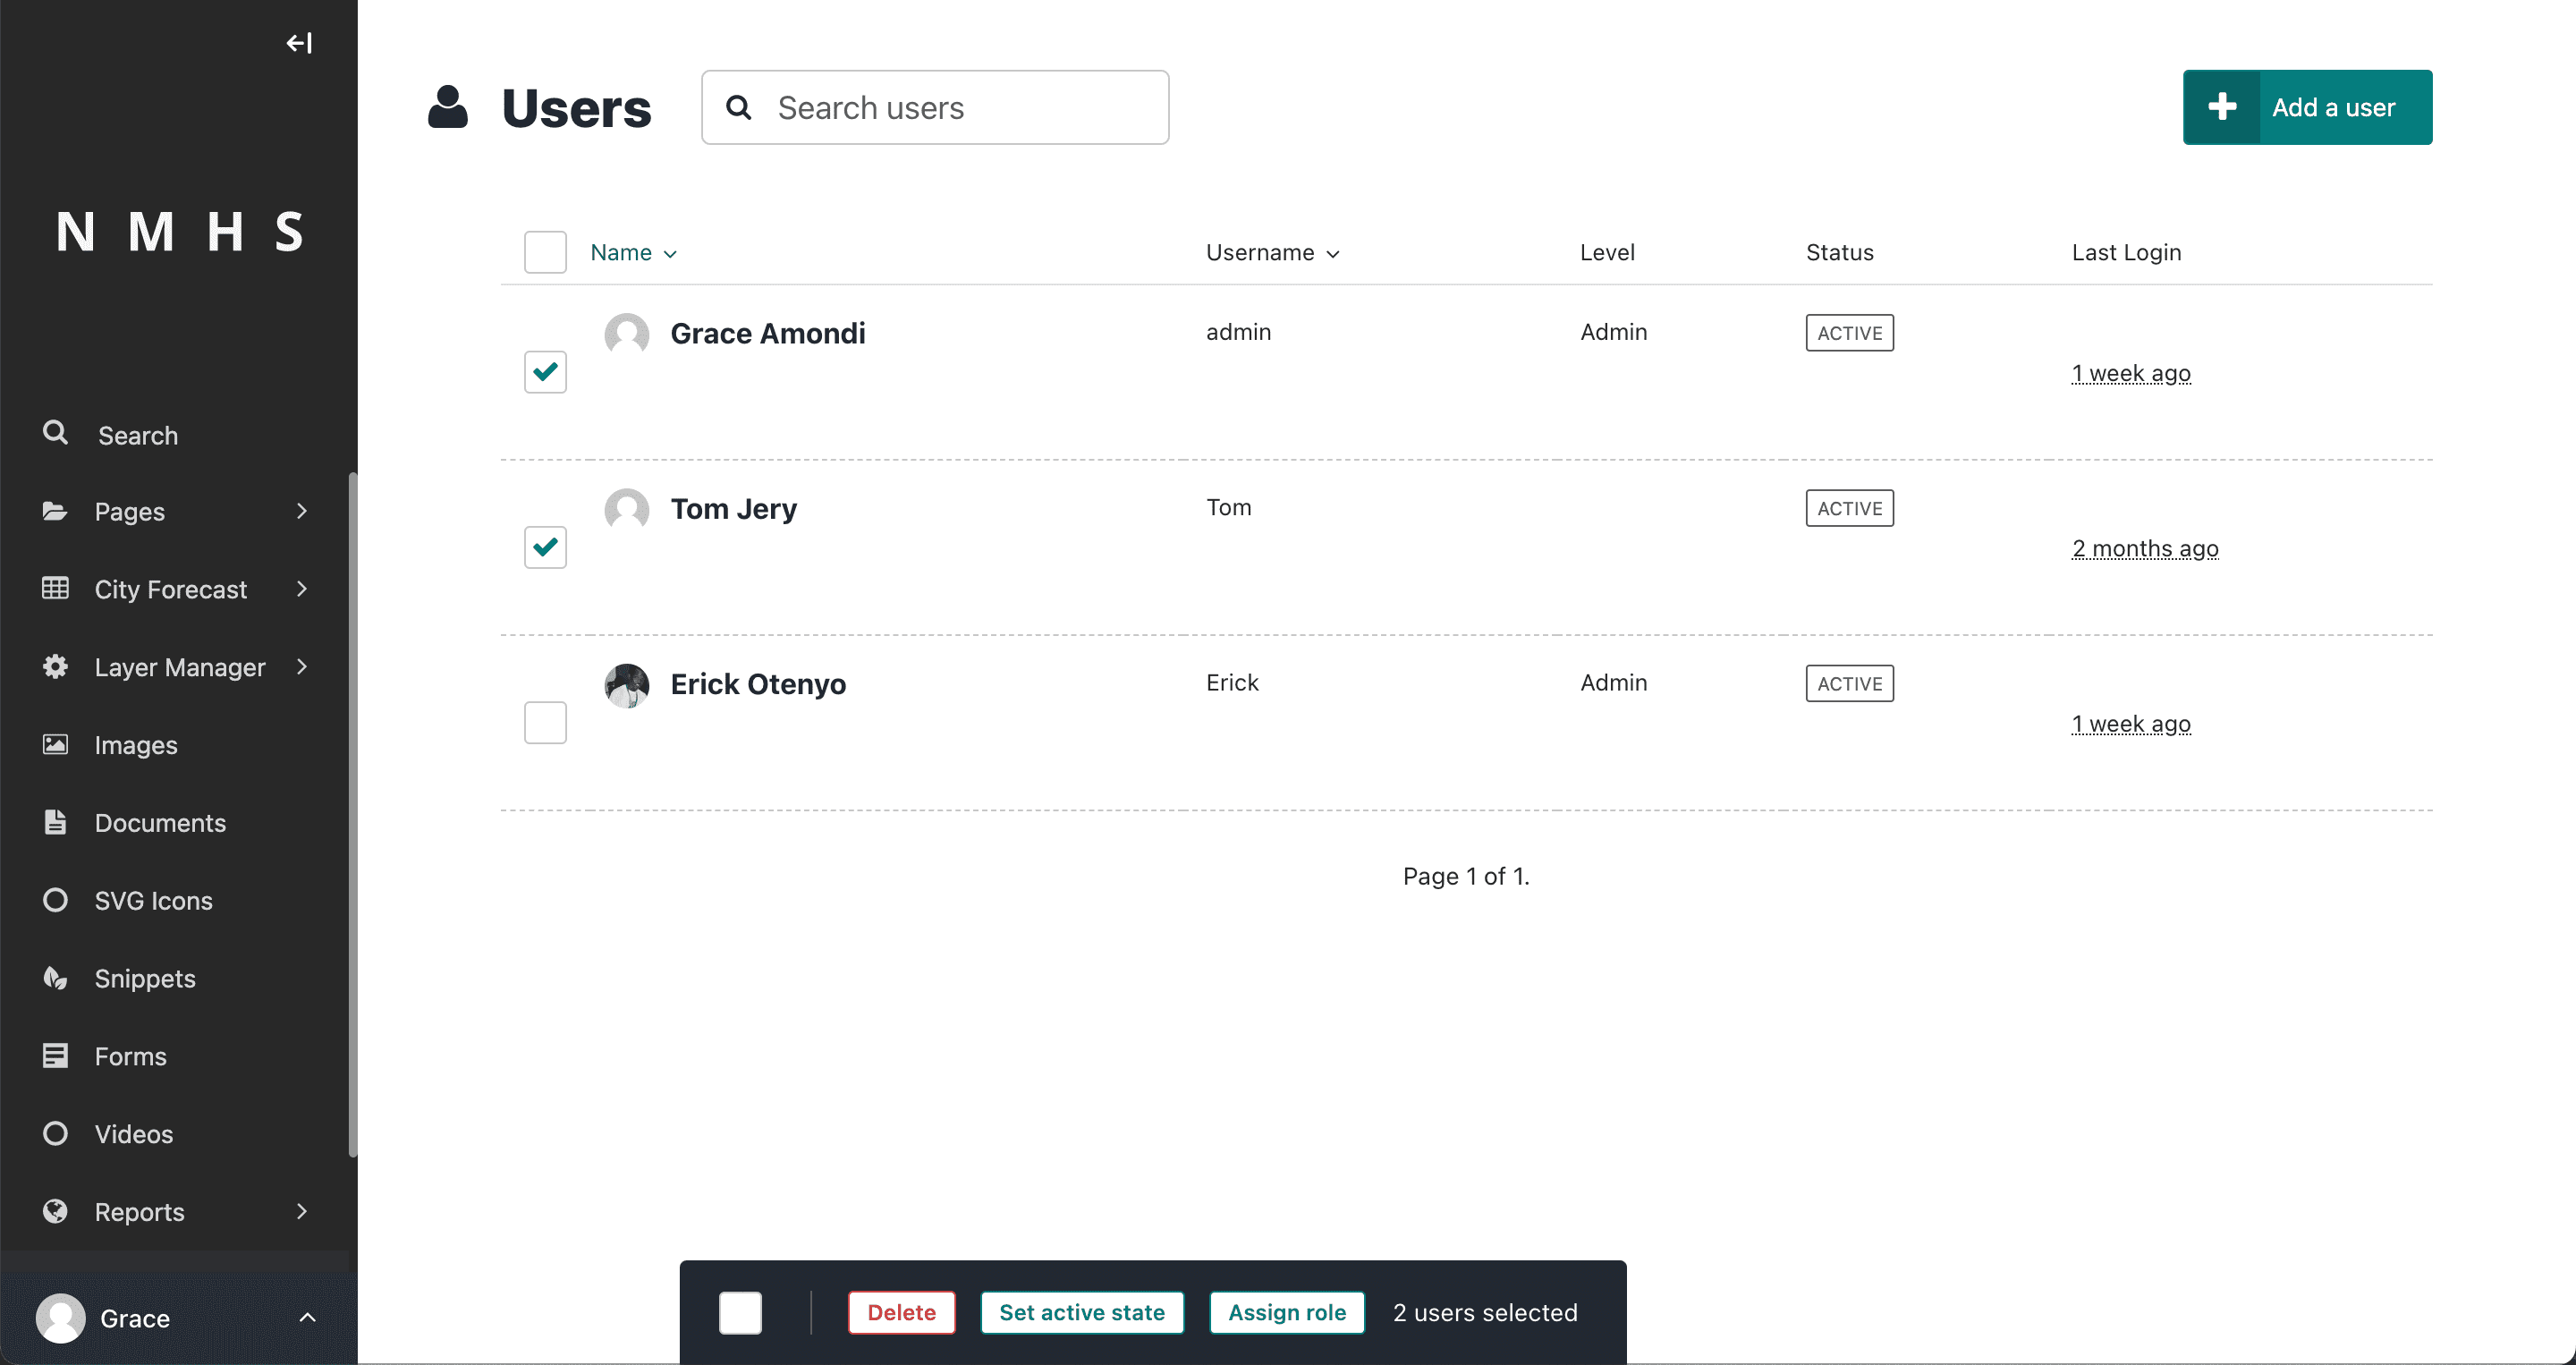 N M H S
Search
Pages
City Forecast
Layer Manager
Images
Documents
SVG Icons
Snippets
Forms
Videos
Reports
Grace
Users
Search users
Add a user
Name Username Level Status Last Login
Grace Amondi admin Admin ACTIVE
1 week ago
Tom Jery Tom ACTIVE
2 months ago
Erick Otenyo Erick Admin ACTIVE
1 week ago
Page 1 of 1.
Delete Set active state Assign role 2 users selected